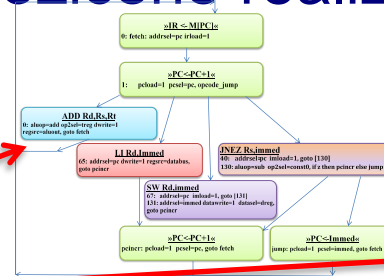 »IR <- M[PC]«
0: fetch: addrsel=pc irload=1
»PC<-PC+1«
1: pcload=1 pcsel=pc, opcode_jump
ADD Rd,Rs,Rt
0: aluop=add op2sel=treg dwrite=1
regsrc=aluout, goto fetch
LI Rd,Immed
65: addrsel=pc dwrite=1 regsrc=databus,
goto pcincr
JNEZ Rs,immed
40: addrsel=pc imload=1, goto [130]
130: aluop=sub op2sel=const0, if z then pcincr else jump
SW Rd,immed
67: addrsel=pc imload=1, goto [131]
131: addrsel=immed datawrite=1 datasel=dreg,
goto pcincr
»PC<-PC+1«
pcincr: pcload=1 pcsel=pc, goto fetch
»PC<-Immed«
jump: pcload=1 pcsel=immed, goto fetch